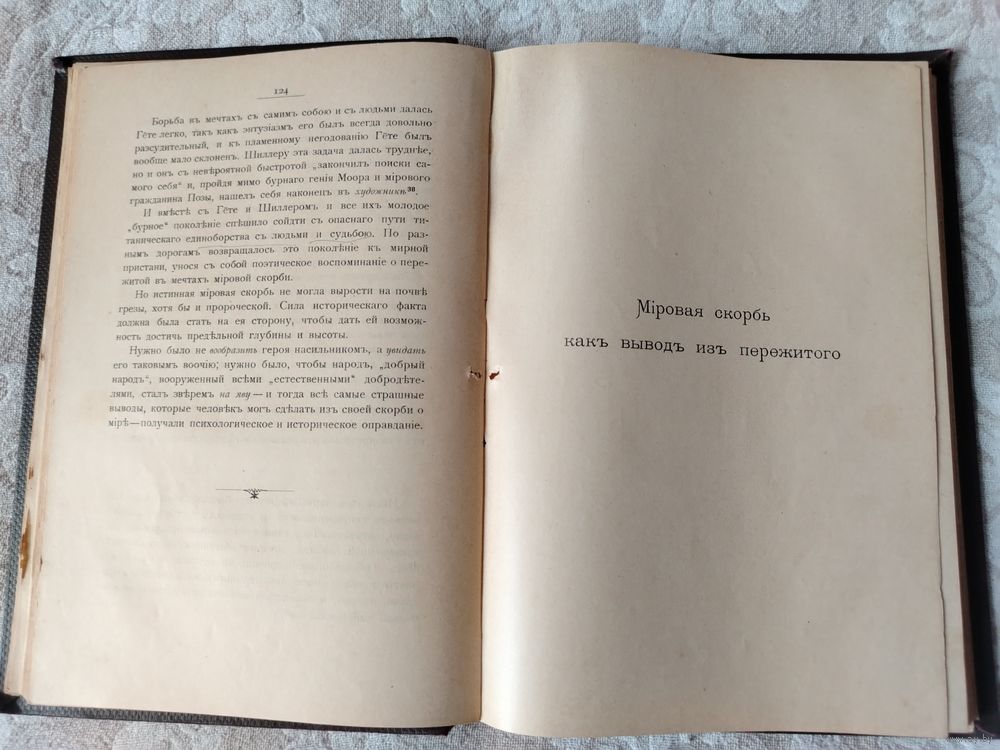 124
Борьба въ мечтахъ съ самимъ собою и съ людьми далась
Гёте легко, такъ какъ энтузіазмъ его былъ всегда довольно
разсудительный, и къ пламенному негодованію Гёте былъ
вообще мало склоненъ. Шиллеру эта задача далась труднѣе,
но и онъ съ невѣроятной быстротой „закончилъ поиски са-
мого себя“ и, пройдя мимо бурнаго генія Моора и мірового
гражданина Позы, нашелъ себя наконецъ въ художникѣ³⁸.
И вмѣстѣ съ Гёте и Шиллеромъ и все ихъ молодое
„бурное“ поколѣніе спѣшило сойдти съ опаснаго пути ти-
таническаго единоборства съ людьми и судьбою. По раз-
нымъ дорогамъ возвращалось это поколѣніе къ мирной
пристани, унося съ собой поэтическое воспоминаніе о пере-
житой въ мечтахъ міровой скорби.
Но истинная міровая скорбь не могла вырости на почвѣ
грезы, хотя бы и пророческой. Сила историческаго факта
должна была стать на ея сторону, чтобы дать ей возмож-
ность достичь предѣльной глубины и высоты.
Нужно было не вообразить героя насильникомъ, а увидать
его таковымъ воочію; нужно было, чтобы народъ, „добрый
народъ“, вооруженный всѣми „естественными“ добродѣте-
лями, сталъ звѣремъ на яву — и тогда всѣ самые страшные
выводы, которые человѣкъ могъ сдѣлать изъ своей скорби о
мірѣ—получали психологическое и историческое оправданіе.
Міровая скорбь
какъ выводъ изъ пережитого